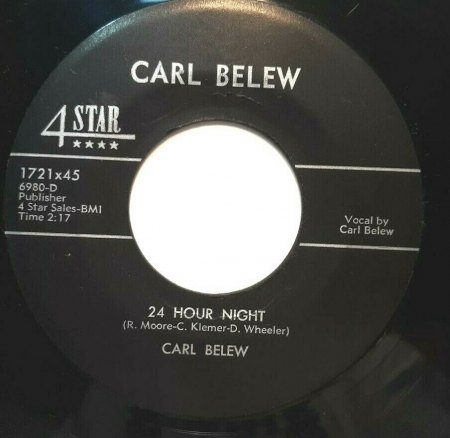 CARL BELEW
4 STAR
★★★★
1721x45
6980-D
Publisher
4 Star Sales-BMI
Time 2:17
Vocal by
Carl Belew
24 HOUR NIGHT
(R. Moore-C. Klemer-D. Wheeler)
CARL BELEW